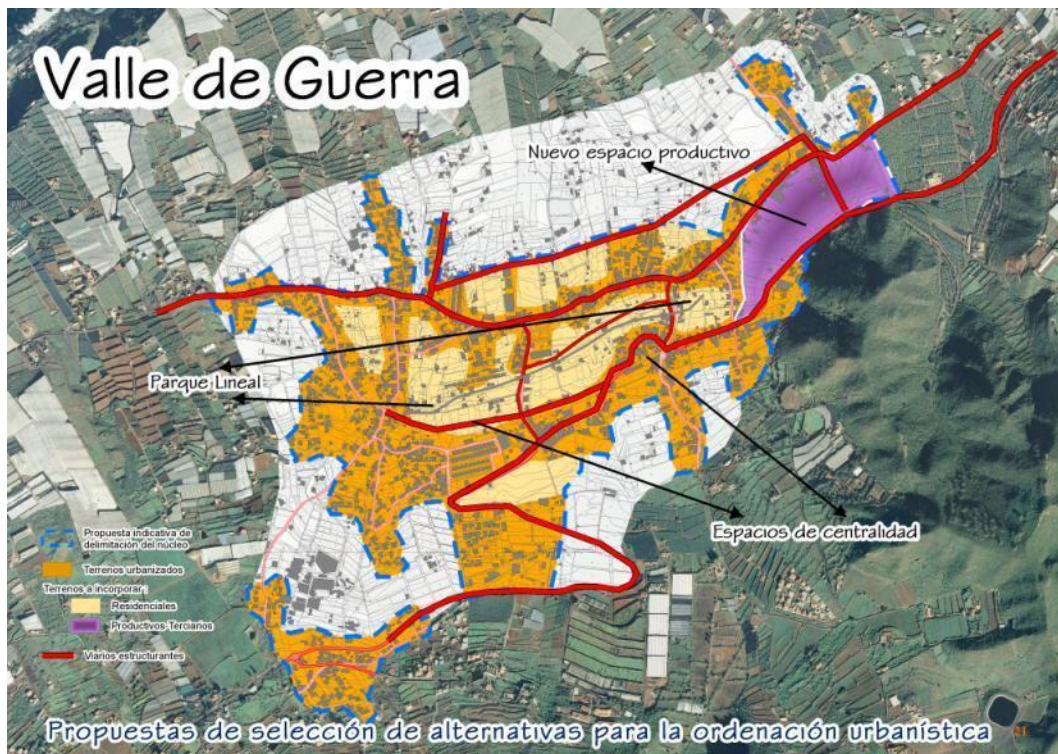 Valle de Guerra
Nuevo espacio productivo
Parque Lineal
Espacios de centralidad
Propuesta indicativa de
delimitación del núcleo
Terrenos urbanizados
Terrenos a incorporar:
Residenciales
Productivos-Terciarios
Viarios estructurantes
Propuestas de selección de alternativas para la ordenación urbanística
21